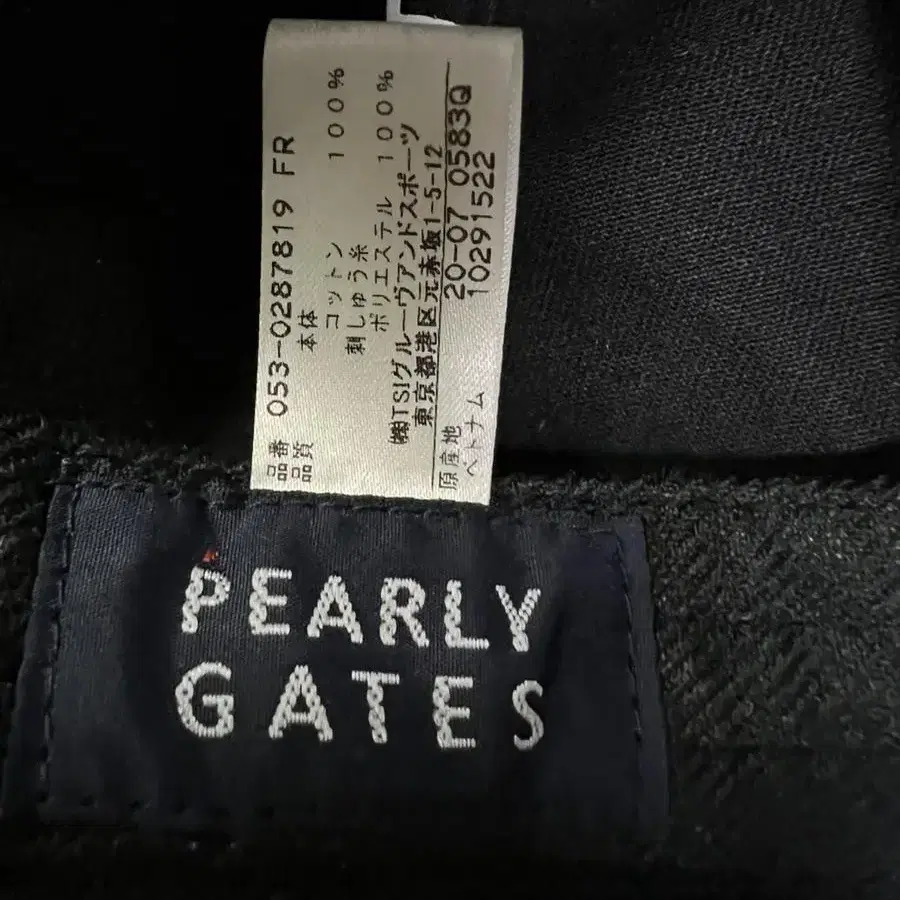 品番 053-0287819 FR
品質 本体
コットン 100%
刺しゅう糸
ポリエステル 100%
㈱TSIグルーヴアンドスポーツ
東京都港区元赤坂1-5-12
原産地 20-07 0583Q
ベトナム 10291522
PEARLY
GATES